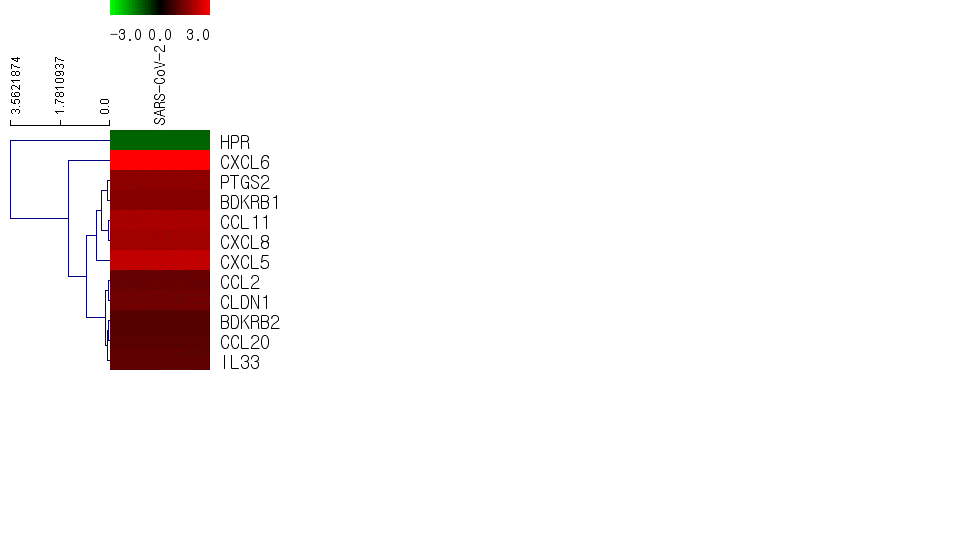 -3.0 0.0 3.0
3.5621874
1.7810937
0.0
SARS-CoV-2
HPR
CXCL6
PTGS2
BDKRB1
CCL11
CXCL8
CXCL5
CCL2
CLDN1
BDKRB2
CCL20
IL33